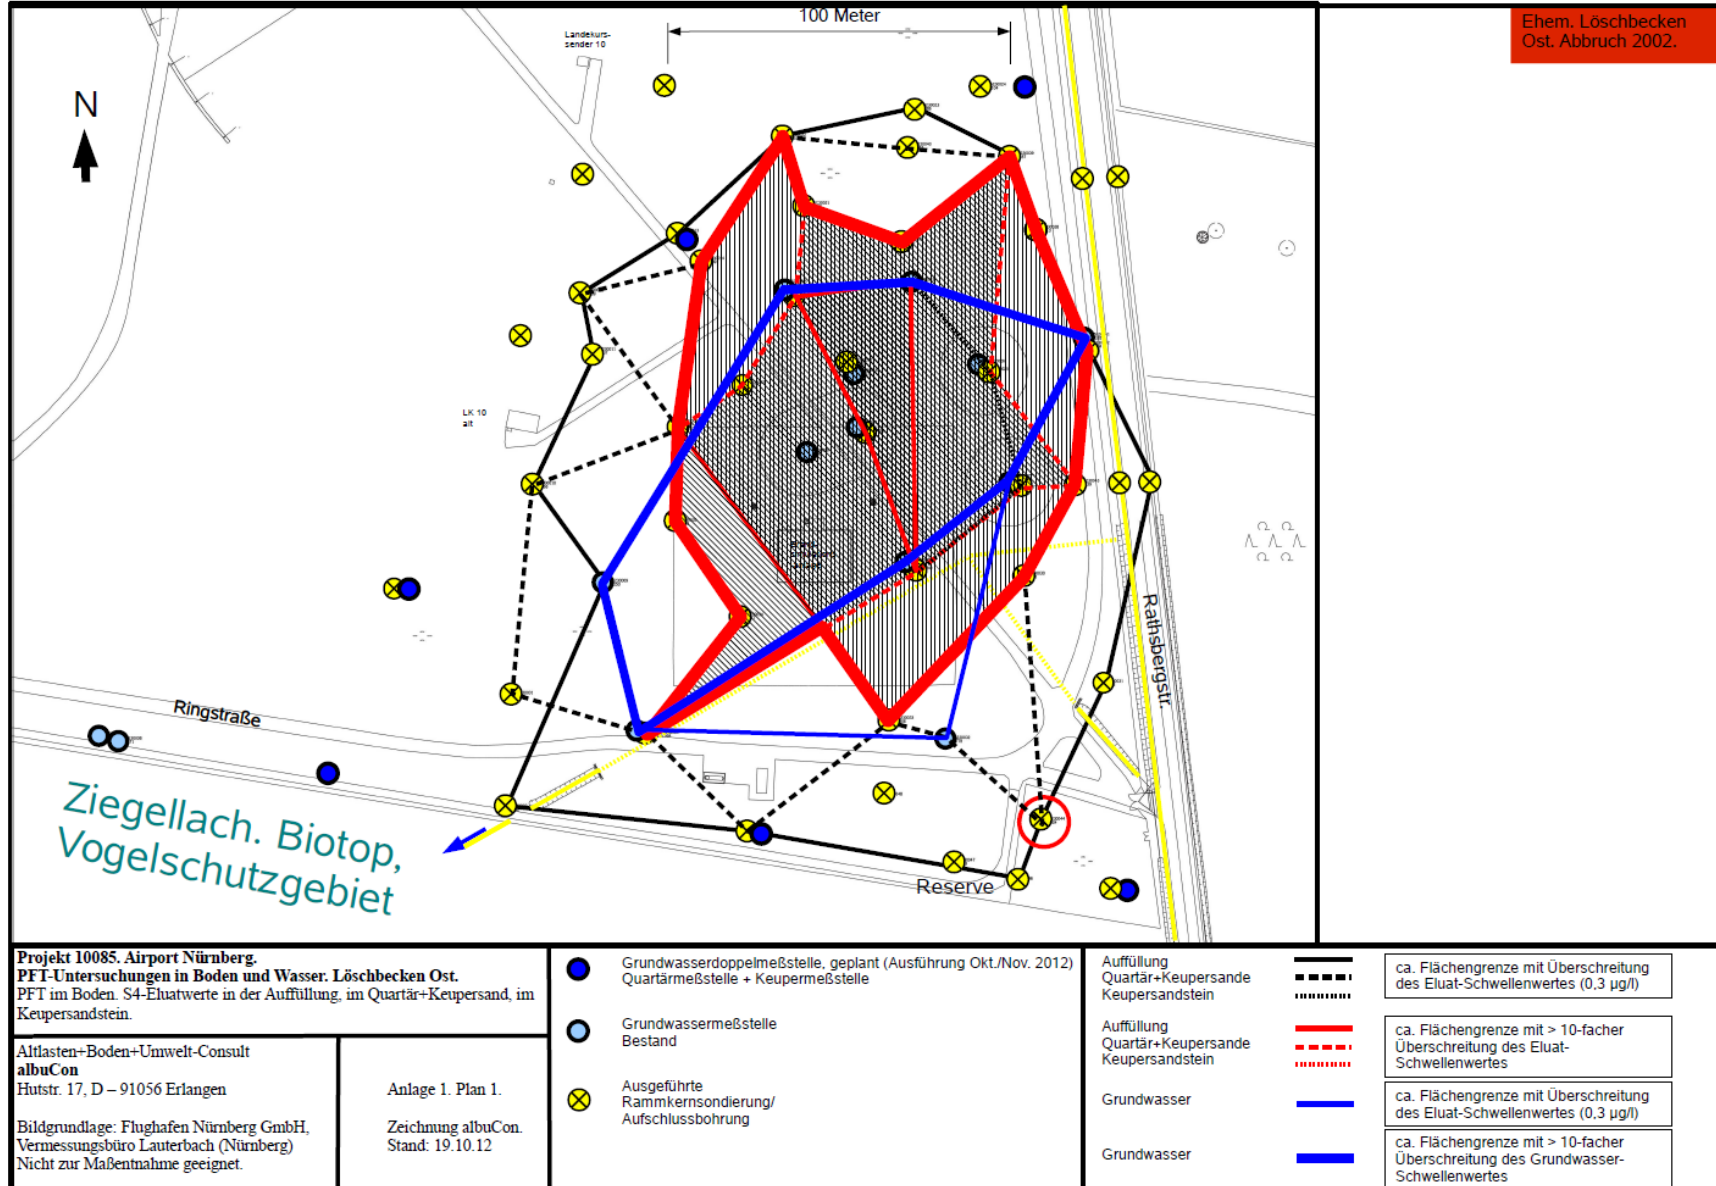 100 Meter
Ehem. Löschbecken
Ost. Abbruch 2002.
Landekurs-
sender 10
N
LK 10
alt
Rathsbergstr.
Ringstraße
Ziegellach. Biotop,
Vogelschutzgebiet
Reserve
Projekt 10085. Airport Nürnberg.
PFT-Untersuchungen in Boden und Wasser. Löschbecken Ost.
PFT im Boden. S4-Eluatwerte in der Auffüllung, im Quartär+Keupersand, im
Keupersandstein.
Altlasten+Boden+Umwelt-Consult
albuCon
Hutstr. 17, D – 91056 Erlangen
Bildgrundlage: Flughafen Nürnberg GmbH,
Vermessungsbüro Lauterbach (Nürnberg)
Nicht zur Maßentnahme geeignet.
Anlage 1. Plan 1.
Zeichnung albuCon.
Stand: 19.10.12
Grundwasserdoppelmeßstelle, geplant (Ausführung Okt./Nov. 2012)
Quartärmeßstelle + Keupermeßstelle
Grundwassermeßstelle
Bestand
Ausgeführte
Rammkernsondierung/
Aufschlussbohrung
Auffüllung
Quartär+Keupersande
Keupersandstein
ca. Flächengrenze mit Überschreitung
des Eluat-Schwellenwertes (0,3 µg/l)
Auffüllung
Quartär+Keupersande
Keupersandstein
ca. Flächengrenze mit > 10-facher
Überschreitung des Eluat-
Schwellenwertes
Grundwasser
ca. Flächengrenze mit Überschreitung
des Eluat-Schwellenwertes (0,3 µg/l)
Grundwasser
ca. Flächengrenze mit > 10-facher
Überschreitung des Grundwasser-
Schwellenwertes